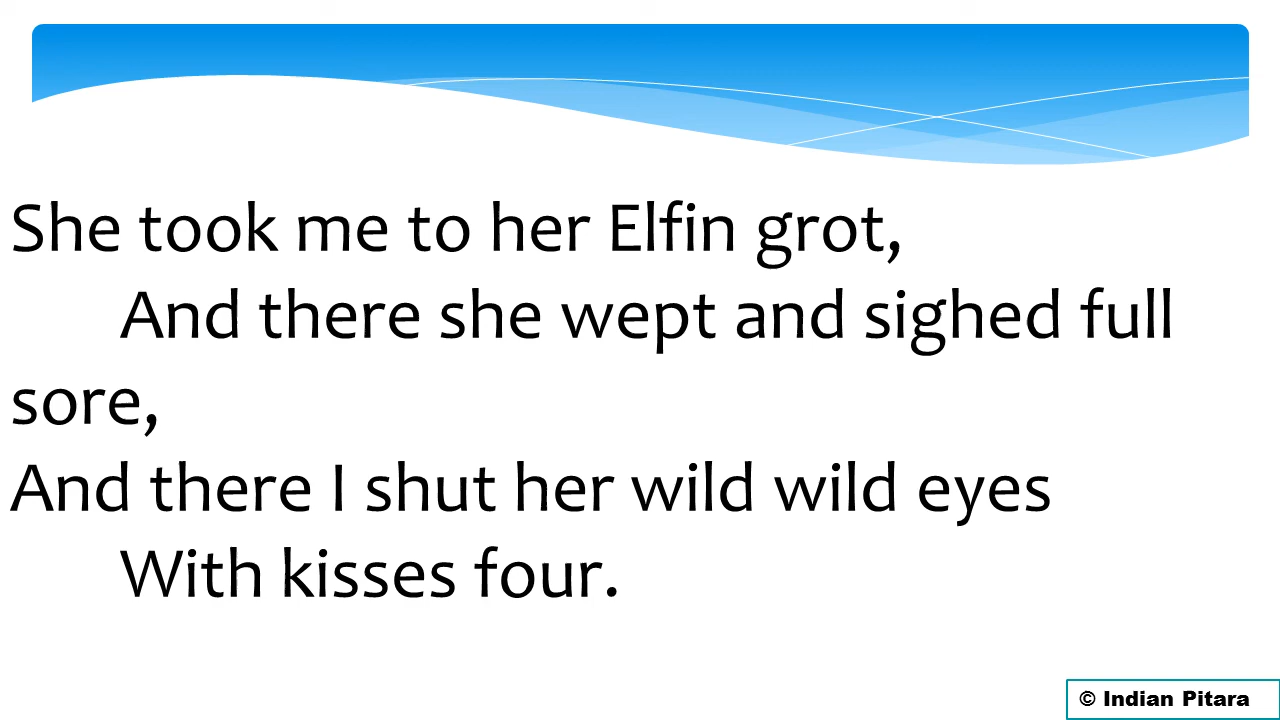 She took me to her Elfin grot,
And there she wept and sighed full
sore,
And there I shut her wild wild eyes
With kisses four.
© Indian Pitara